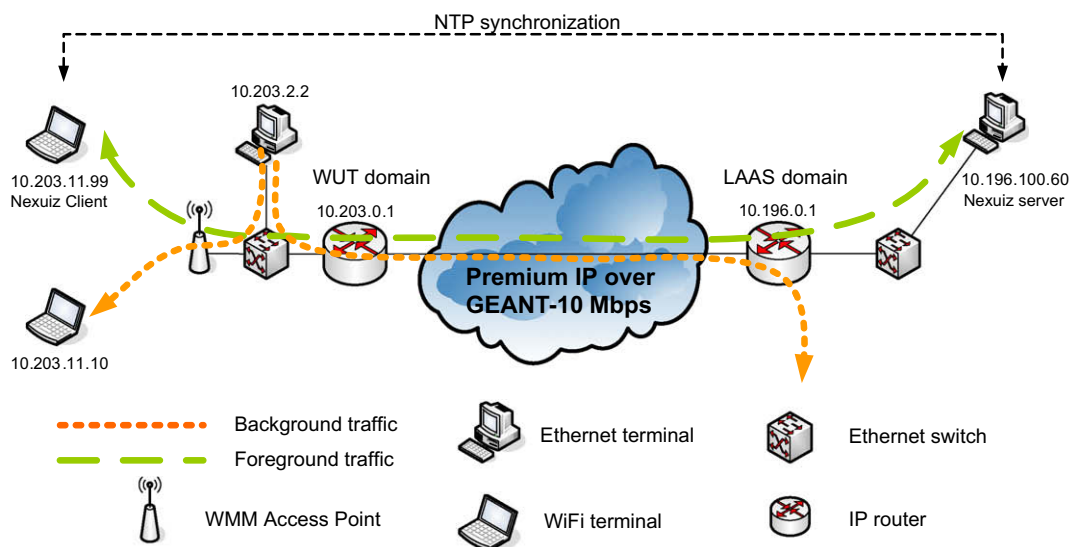 NTP synchronization
10.203.2.2
10.203.11.99
Nexuiz Client
WUT domain
LAAS domain
10.196.100.60
Nexuiz server
10.203.0.1
10.196.0.1
Premium IP over
GEANT-10 Mbps
10.203.11.10
Background traffic
Foreground traffic
Ethernet terminal
Ethernet switch
WMM Access Point
WiFi terminal
IP router